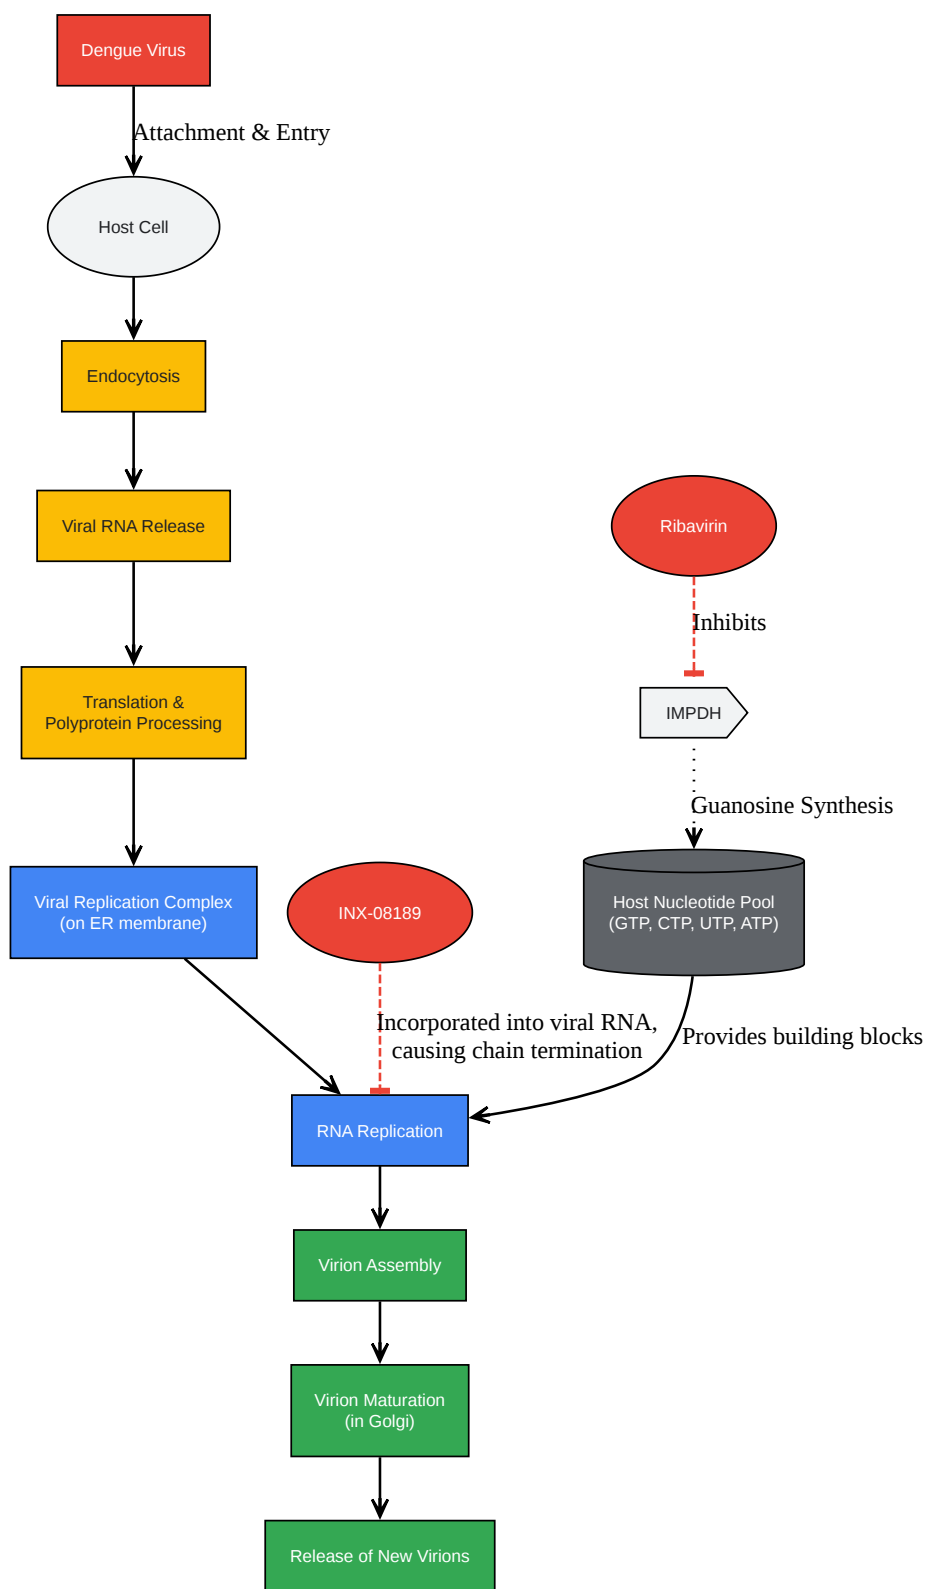 Dengue Virus
Attachment & Entry
Host Cell
Endocytosis
Viral RNA Release
Ribavirin
Inhibits
Translation &
Polyprotein Processing
IMPDH
Guanosine Synthesis
Viral Replication Complex
(on ER membrane)
INX-08189
Host Nucleotide Pool
(GTP, CTP, UTP, ATP)
Incorporated into viral RNA,
causing chain termination
Provides building blocks
RNA Replication
Virion Assembly
Virion Maturation
(in Golgi)
Release of New Virions